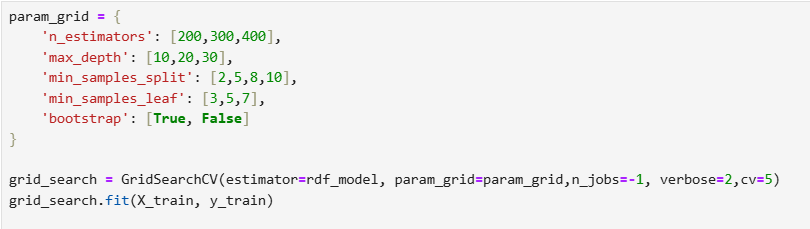 param_grid = {
    'n_estimators': [200,300,400],
    'max_depth': [10,20,30],
    'min_samples_split': [2,5,8,10],
    'min_samples_leaf': [3,5,7],
    'bootstrap': [True, False]
}

grid_search = GridSearchCV(estimator=rdf_model, param_grid=param_grid,n_jobs=-1, verbose=2,cv=5)
grid_search.fit(X_train, y_train)